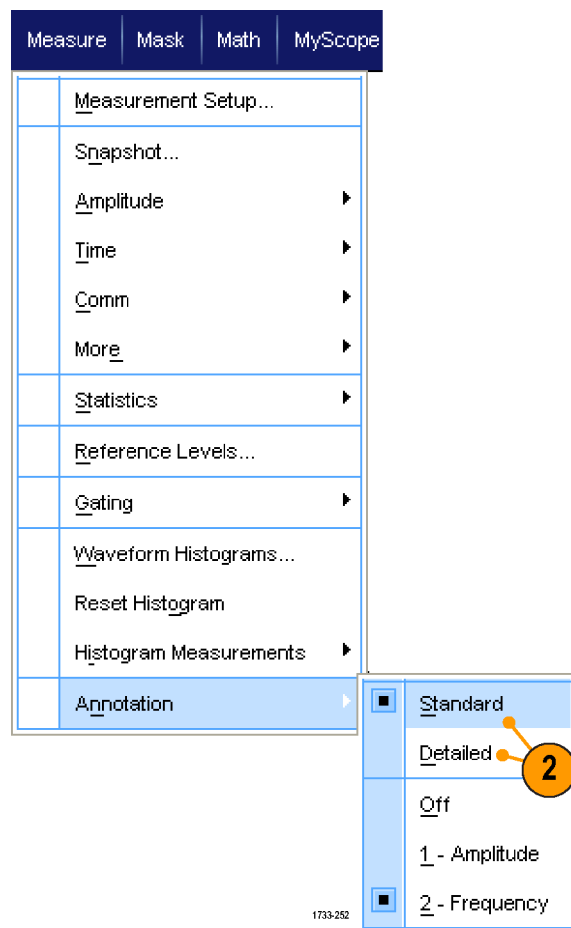 Measure Mask Math MyScope
Measurement Setup...
Snapshot...
Amplitude
Time
Comm
More
Statistics
Reference Levels...
Gating
Waveform Histograms...
Reset Histogram
Histogram Measurements
Annotation
Standard
Detailed
2
Off
1 - Amplitude
2 - Frequency
1733-252